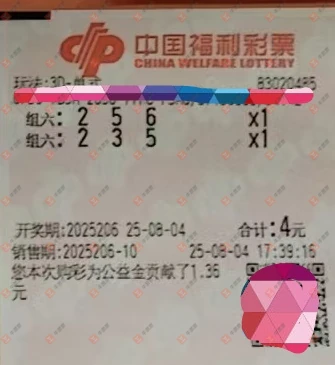 中国福利彩票
CHINA WELFARE LOTTERY
玩法:3D-单式 83020485
组六: 2 5 6 x1
组六: 2 3 5 x1
开奖期:2025206 25-08-04 合计:4元
销售期:2025206-10 25-08-04 17:39:16
您本次购彩为公益金贡献了1.36
元